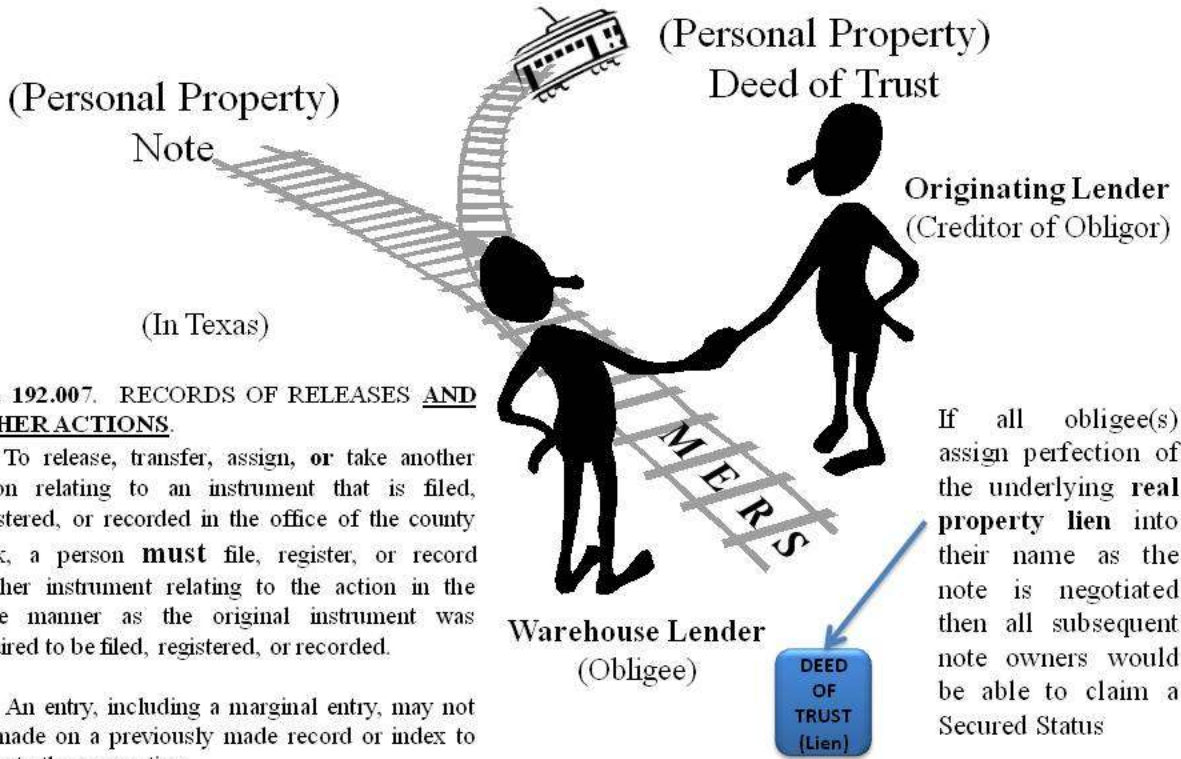 (Personal Property)
Deed of Trust
(Personal Property)
Note
Originating Lender
(Creditor of Obligor)
(In Texas)
192.007. RECORDS OF RELEASES AND
HER ACTIONS.
To release, transfer, assign, or take another
on relating to an instrument that is filed,
stered, or recorded in the office of the county
k, a person must file, register, or record
her instrument relating to the action in the
e manner as the original instrument was
ired to be filed, registered, or recorded.
An entry, including a marginal entry, may not
made on a previously made record or index to
MERS
Warehouse Lender
(Obligee)
DEED
OF
TRUST
(Lien)
If all obligee(s)
assign perfection of
the underlying real
property lien into
their name as the
note is negotiated
then all subsequent
note owners would
be able to claim a
Secured Status